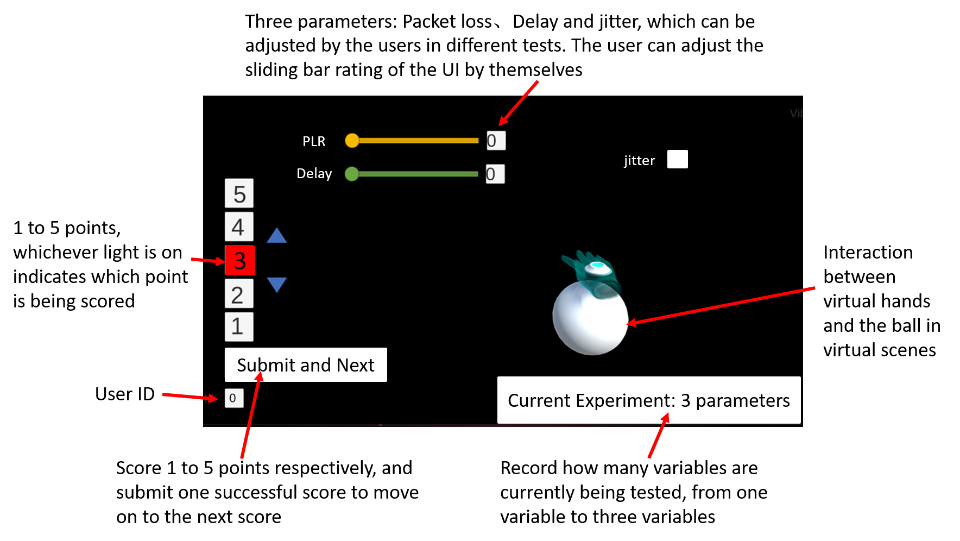 Three parameters: Packet loss、Delay and jitter, which can be
adjusted by the users in different tests. The user can adjust the
sliding bar rating of the UI by themselves
PLR
0
Delay
0
jitter
5
4
3
2
1
1 to 5 points,
whichever light is on
indicates which point
is being scored
Interaction
between
virtual hands
and the ball in
virtual scenes
Submit and Next
User ID
0
Current Experiment: 3 parameters
Score 1 to 5 points respectively, and
submit one successful score to move
on to the next score
Record how many variables are
currently being tested, from one
variable to three variables